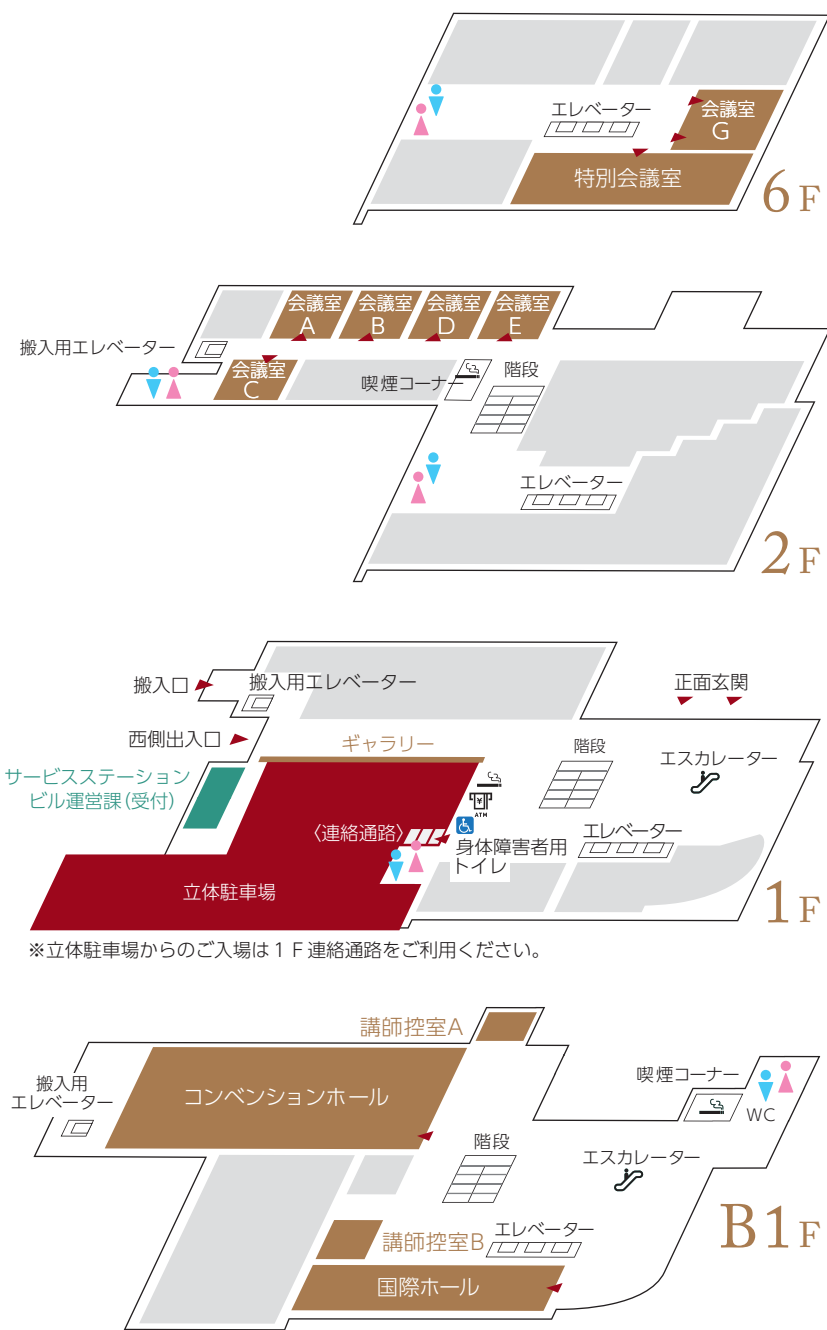 エレベーター
会議室
G
特別会議室
6F
会議室
A
会議室
B
会議室
D
会議室
E
搬入用エレベーター
会議室
C
喫煙コーナー
階段
エレベーター
2F
搬入口
搬入用エレベーター
正面玄関
西側出入口
ギャラリー
階段
エスカレーター
サービスステーション
ビル運営課(受付)
¥
ATM
〈連絡通路〉
身体障害者用
トイレ
エレベーター
立体駐車場
1F
※立体駐車場からのご入場は1F連絡通路をご利用ください。
講師控室A
搬入用
エレベーター
コンベンションホール
喫煙コーナー
WC
階段
エスカレーター
講師控室B
エレベーター
国際ホール
B1F